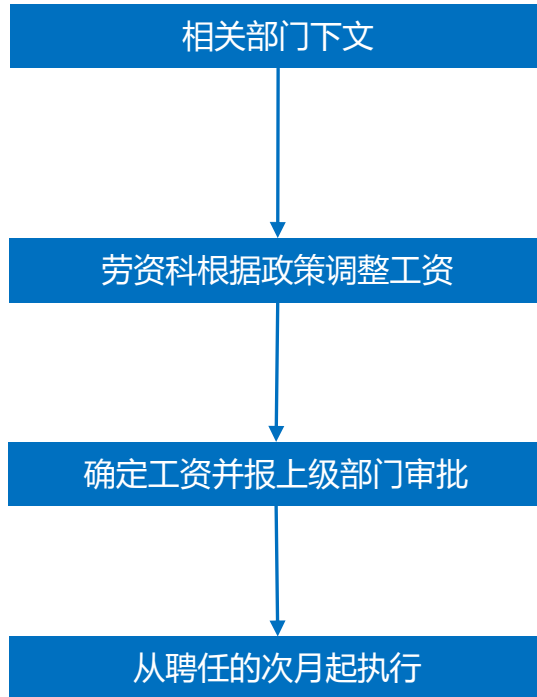 相关部门下文
劳资科根据政策调整工资
确定工资并报上级部门审批
从聘任的次月起执行